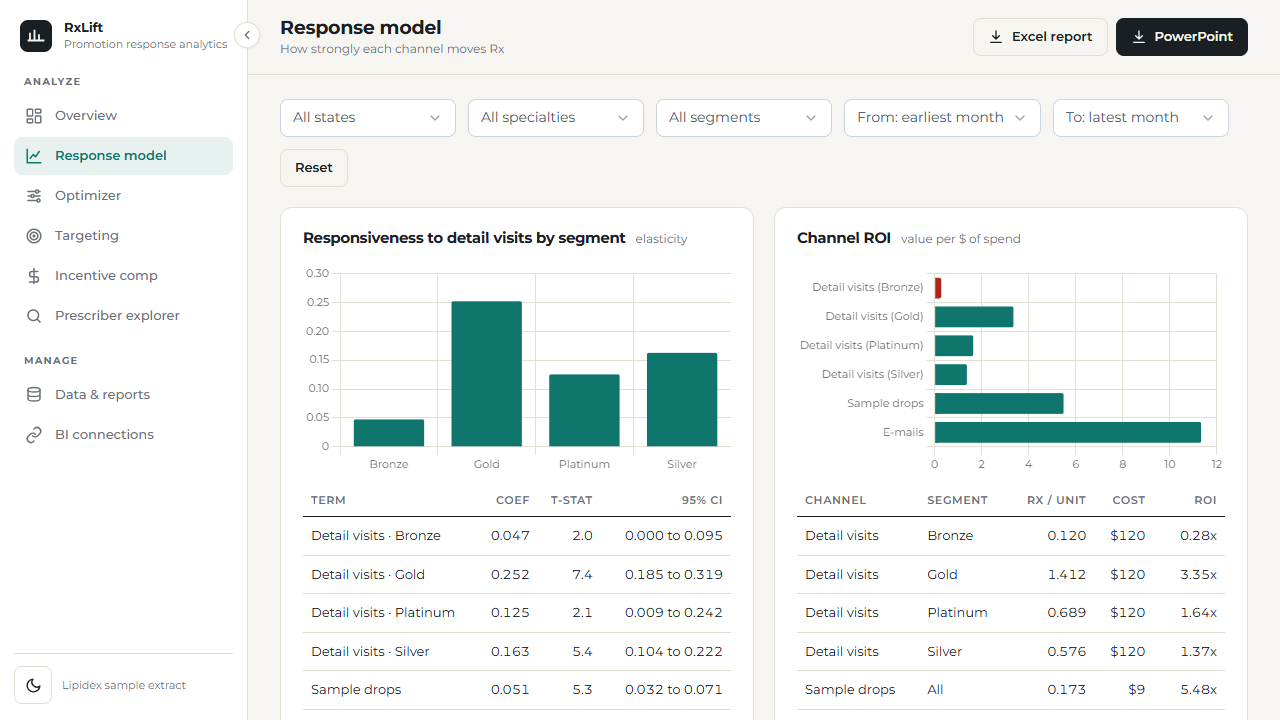 RxLift
Promotion response analytics
ANALYZE
Overview
Response model
Optimizer
Targeting
Incentive comp
Prescriber explorer
MANAGE
Data & reports
BI connections
Lipidex sample extract
Response model
How strongly each channel moves Rx
Excel report
PowerPoint
All states
All specialties
All segments
From: earliest month
To: latest month
Reset
Responsiveness to detail visits by segment elasticity
0.30
0.25
0.20
0.15
0.10
0.05
0
Bronze Gold Platinum Silver
TERM COEF T-STAT 95% CI
Detail visits · Bronze 0.047 2.0 0.000 to 0.095
Detail visits · Gold 0.252 7.4 0.185 to 0.319
Detail visits · Platinum 0.125 2.1 0.009 to 0.242
Detail visits · Silver 0.163 5.4 0.104 to 0.222
Sample drops 0.051 5.3 0.032 to 0.071
Channel ROI value per $ of spend
Detail visits (Bronze)
Detail visits (Gold)
Detail visits (Platinum)
Detail visits (Silver)
Sample drops
E-mails
0 2 4 6 8 10 12
CHANNEL SEGMENT RX / UNIT COST ROI
Detail visits Bronze 0.120 $120 0.28x
Detail visits Gold 1.412 $120 3.35x
Detail visits Platinum 0.689 $120 1.64x
Detail visits Silver 0.576 $120 1.37x
Sample drops All 0.173 $9 5.48x